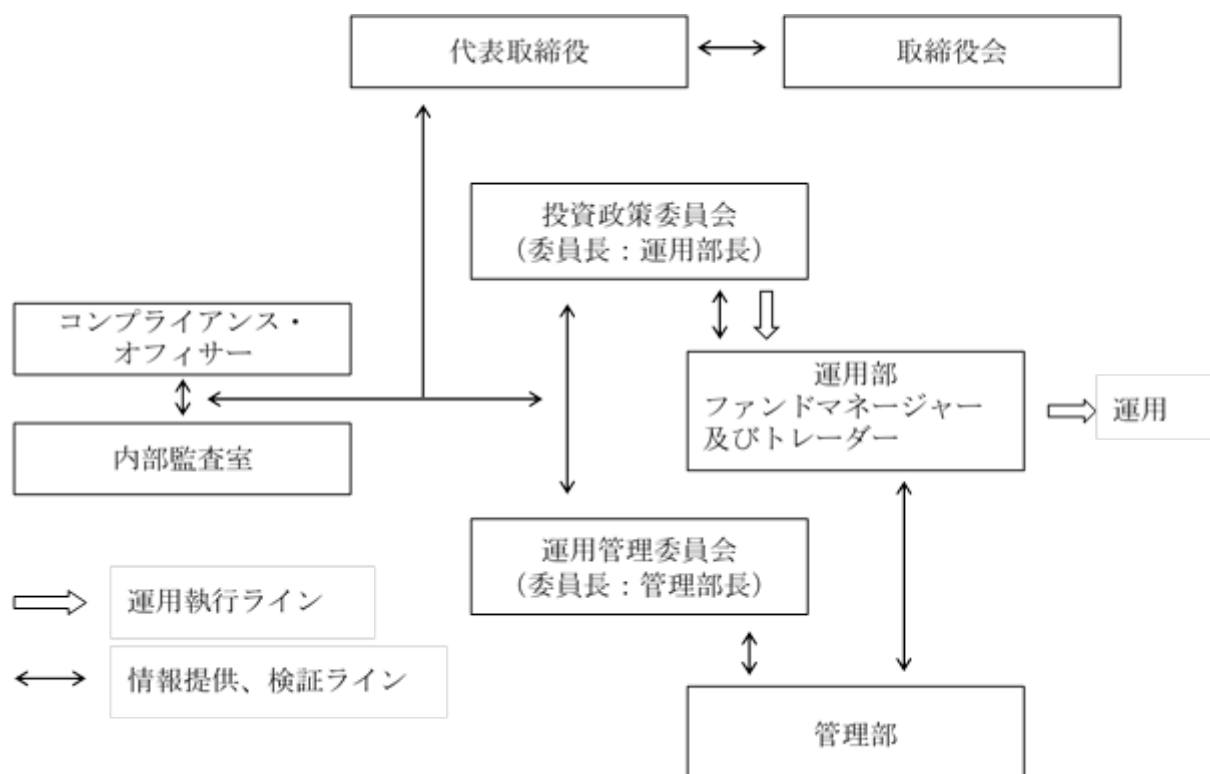 代表取締役
取締役会
投資政策委員会
（委員長：運用部長）
コンプライアンス・
オフィサー
運用部
ファンドマネージャー
及びトレーダー
運用
内部監査室
運用管理委員会
（委員長：管理部長）
運用執行ライン
情報提供、検証ライン
管理部